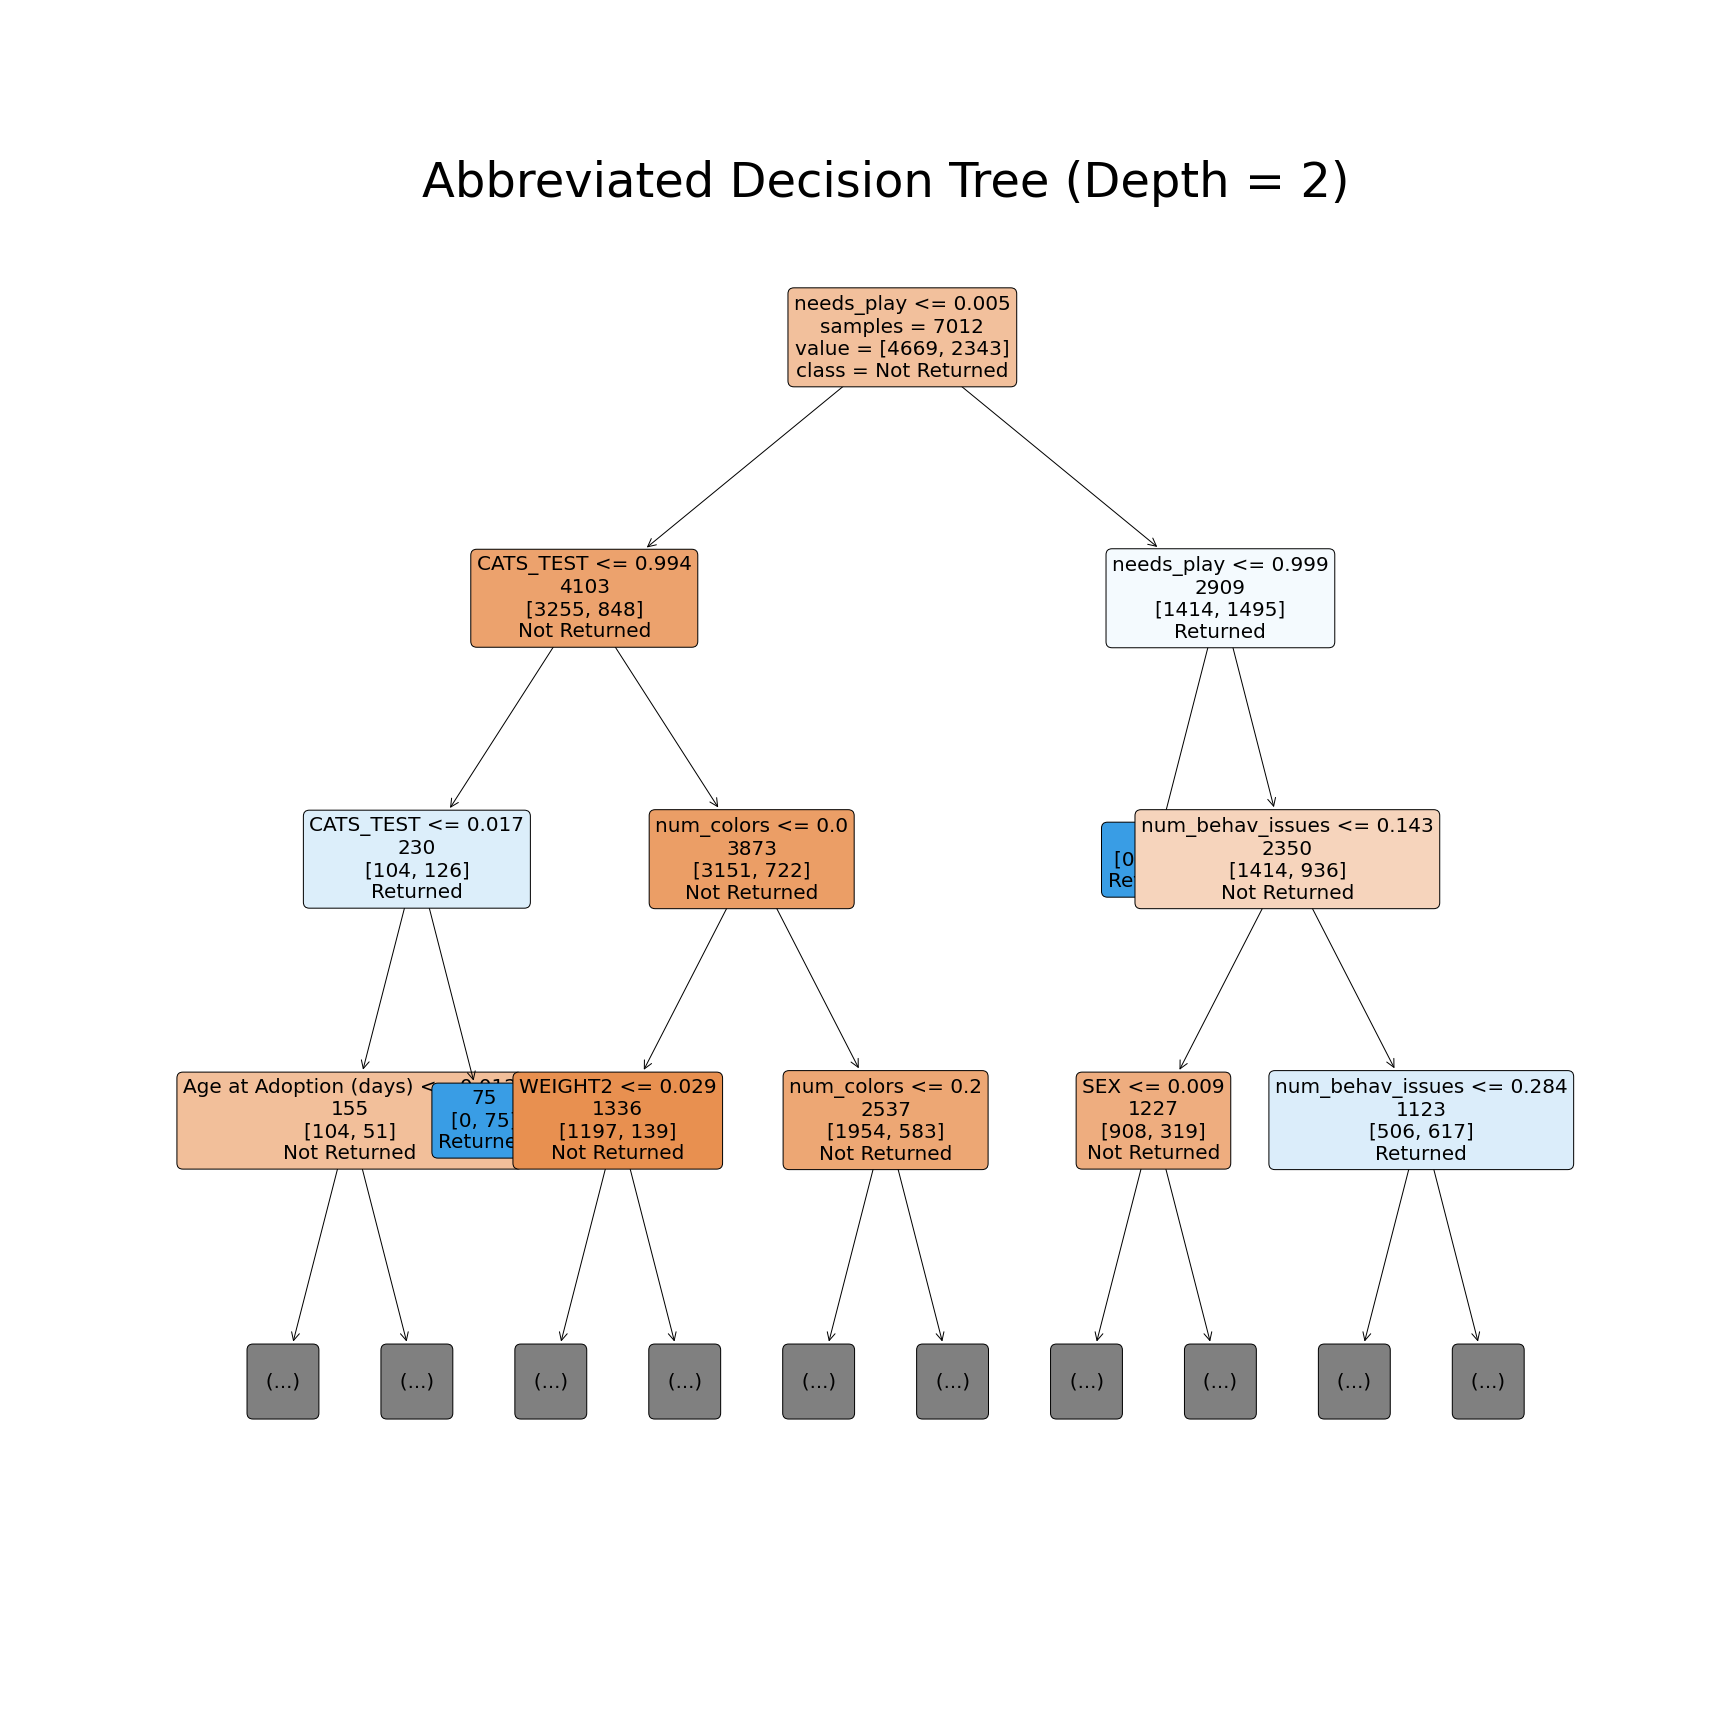 Abbreviated Decision Tree (Depth = 2)
needs_play <= 0.005
samples = 7012
value = [4669, 2343]
class = Not Returned
CATS_TEST <= 0.994
4103
[3255, 848]
Not Returned
needs_play <= 0.999
2909
[1414, 1495]
Returned
CATS_TEST <= 0.017
230
[104, 126]
Returned
num_colors <= 0.0
3873
[3151, 722]
Not Returned
[0
Re
num_behav_issues <= 0.143
2350
[1414, 936]
Not Returned
Age at Adoption (days) <
155
[104, 51]
Not Returned
75
[0, 75]
Returne
WEIGHT2 <= 0.029
1336
[1197, 139]
Not Returned
num_colors <= 0.2
2537
[1954, 583]
Not Returned
SEX <= 0.009
1227
[908, 319]
Not Returned
num_behav_issues <= 0.284
1123
[506, 617]
Returned
(...)
(...)
(...)
(...)
(...)
(...)
(...)
(...)
(...)
(...)